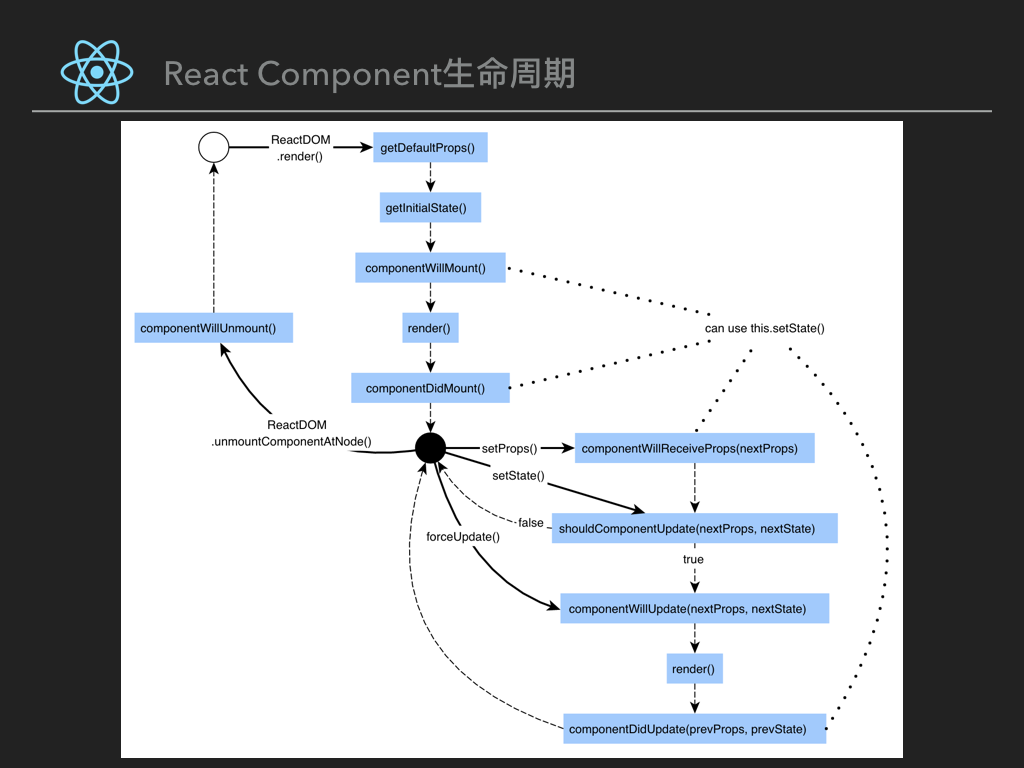 React Component生命周期
ReactDOM
.render()
getDefaultProps()
getInitialState()
componentWillMount()
componentWillUnmount()
render()
can use this.setState()
componentDidMount()
ReactDOM
.unmountComponentAtNode()
setProps()
componentWillReceiveProps(nextProps)
setState()
false
shouldComponentUpdate(nextProps, nextState)
forceUpdate()
true
componentWillUpdate(nextProps, nextState)
render()
componentDidUpdate(prevProps, prevState)